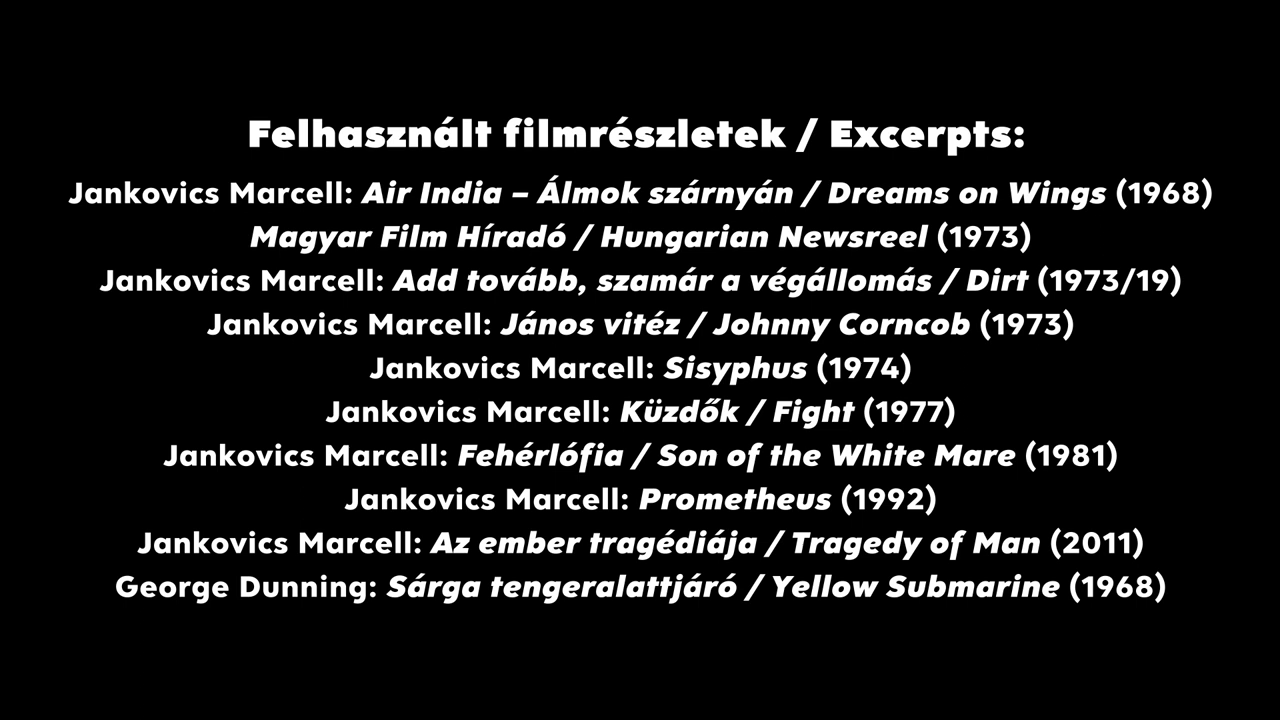 Felhasznált filmrészletek / Excerpts:
Jankovics Marcell: Air India – Álmok szárnyán / Dreams on Wings (1968)
Magyar Film Híradó / Hungarian Newsreel (1973)
Jankovics Marcell: Add tovább, szamár a végállomás / Dirt (1973/19)
Jankovics Marcell: János vitéz / Johnny Corncob (1973)
Jankovics Marcell: Sisyphus (1974)
Jankovics Marcell: Küzdők / Fight (1977)
Jankovics Marcell: Fehérlófia / Son of the White Mare (1981)
Jankovics Marcell: Prometheus (1992)
Jankovics Marcell: Az ember tragédiája / Tragedy of Man (2011)
George Dunning: Sárga tengeralattjáró / Yellow Submarine (1968)